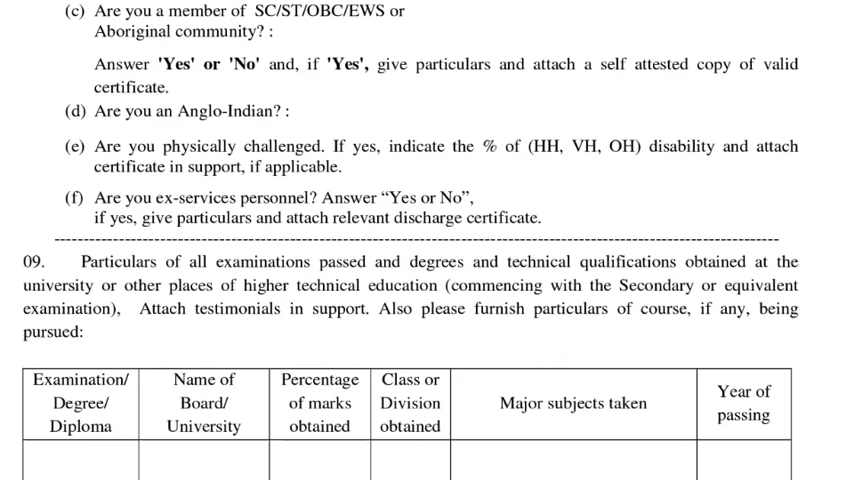 (c) Are you a member of SC/ST/OBC/EWS or
Aboriginal community? :
Answer 'Yes' or 'No' and, if 'Yes', give particulars and attach a self attested copy of valid
certificate.
(d) Are you an Anglo-Indian? :
(e) Are you physically challenged. If yes, indicate the % of (HH, VH, OH) disability and attach
certificate in support, if applicable.
(f) Are you ex-services personnel? Answer “Yes or No”,
if yes, give particulars and attach relevant discharge certificate.
09. Particulars of all examinations passed and degrees and technical qualifications obtained at the
university or other places of higher technical education (commencing with the Secondary or equivalent
examination), Attach testimonials in support. Also please furnish particulars of course, if any, being
pursued:
Examination/
Degree/
Diploma
Name of
Board/
University
Percentage
of marks
obtained
Class or
Division
obtained
Major subjects taken
Year of
passing